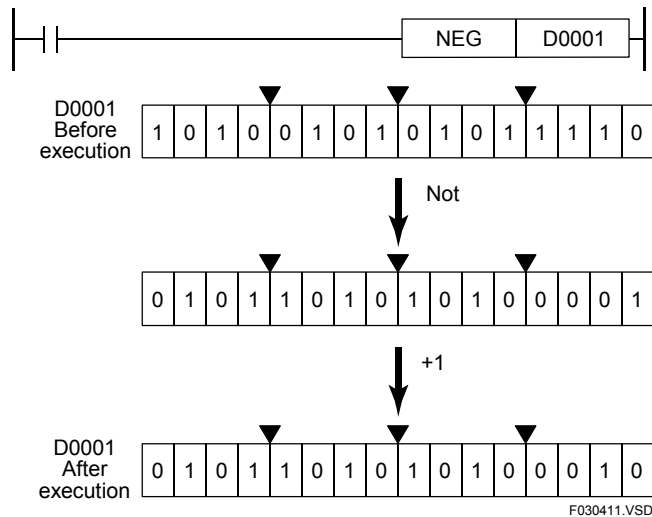 NEG D0001
D0001
Before
execution
1 0 1 0 0 1 0 1 0 1 0 1 1 1 1 0
Not
0 1 0 1 1 0 1 0 1 0 1 0 0 0 0 1
+1
D0001
After
execution
0 1 0 1 1 0 1 0 1 0 1 0 0 0 1 0
F030411.VSD